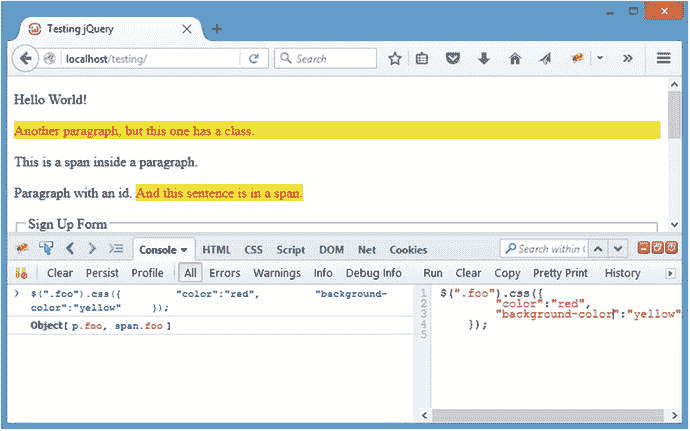 Testing jQuery
localhost/testing/
Search
Hello World!
Another paragraph, but this one has a class.
This is a span inside a paragraph.
Paragraph with an id. And this sentence is in a span.
Sign Up Form
Console HTML CSS Script DOM Net Cookies
Search within
Clear Persist Profile All Errors Warnings Info Debug Info
Run Clear Copy Pretty Print History
$(".foo").css({ "color":"red", "background-
color":"yellow" });
Object[ p.foo, span.foo ]
1 $(".foo").css({
2 "color":"red",
3 "background-color":"yellow"
4 });
5